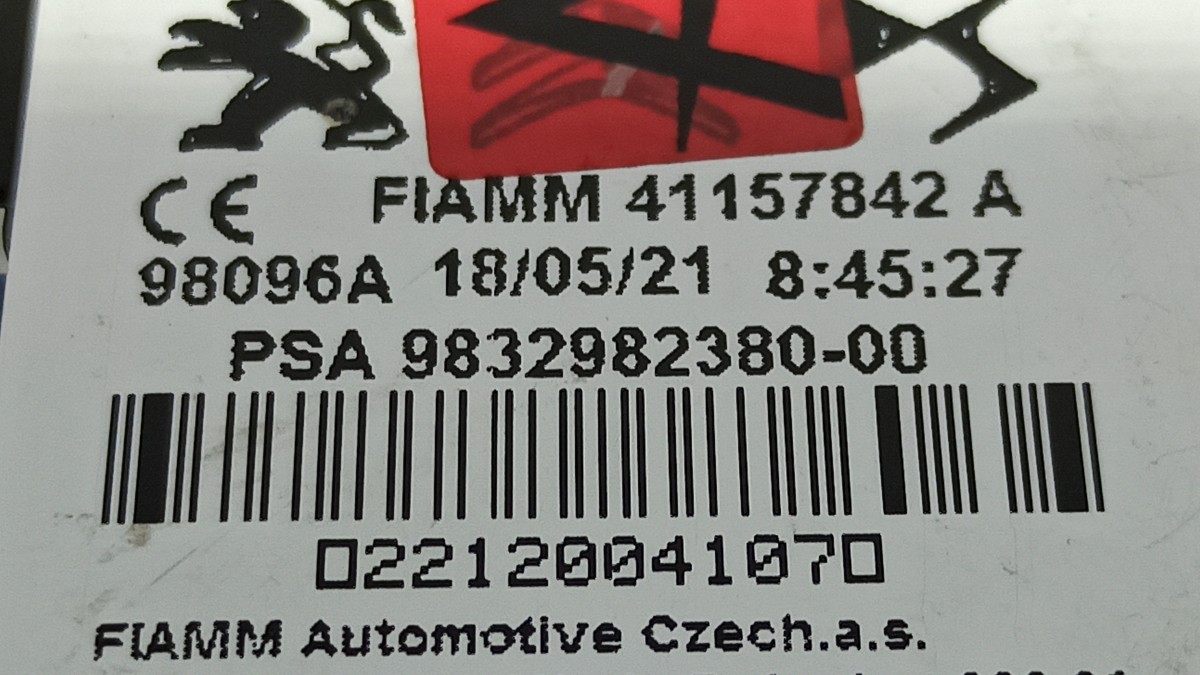 CE FIAMM 41157842 A
98096A 18/05/21 8:45:27
PSA 9832982380-00
022120041070
FIAMM Automotive Czech.a.s.